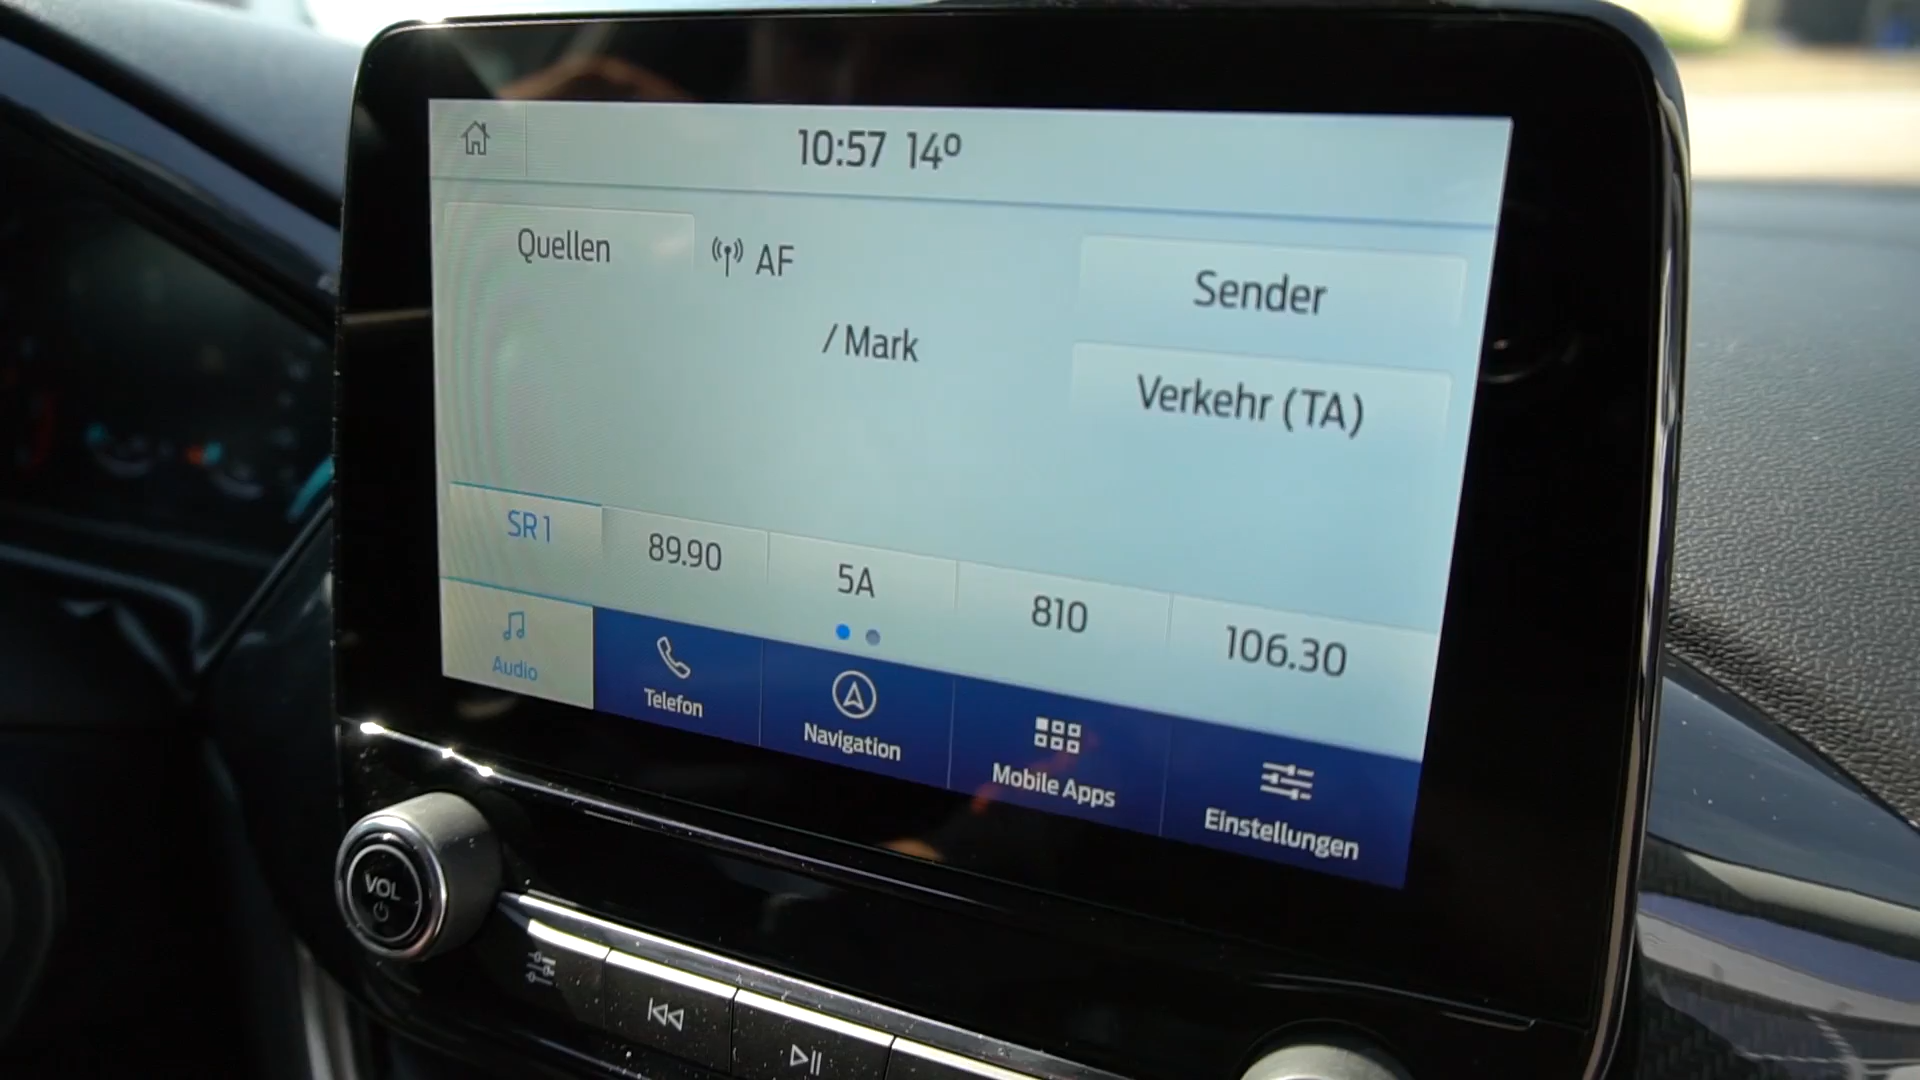 10:57 14º
Quellen
AF
Sender
/ Mark
Verkehr (TA)
SR 1
89.90
5A
810
106.30
Audio
Telefon
Navigation
Mobile Apps
Einstellungen
VOL